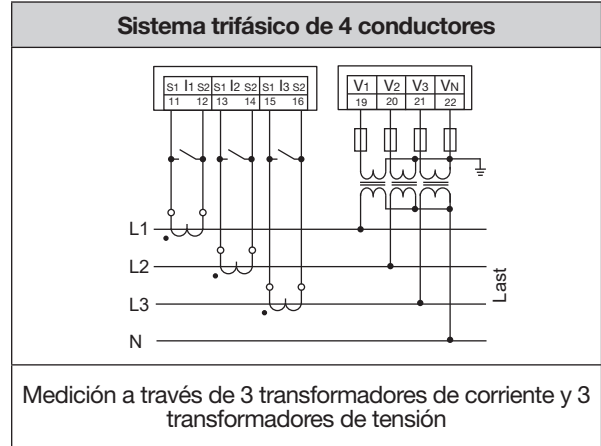 Sistema trifásico de 4 conductores
S1 I1 S2 S1 I2 S2 S1 I3 S2
11 12 13 14 15 16
V1 V2 V3 VN
19 20 21 22
L1
L2
L3
N
Last
Medición a través de 3 transformadores de corriente y 3
transformadores de tensión